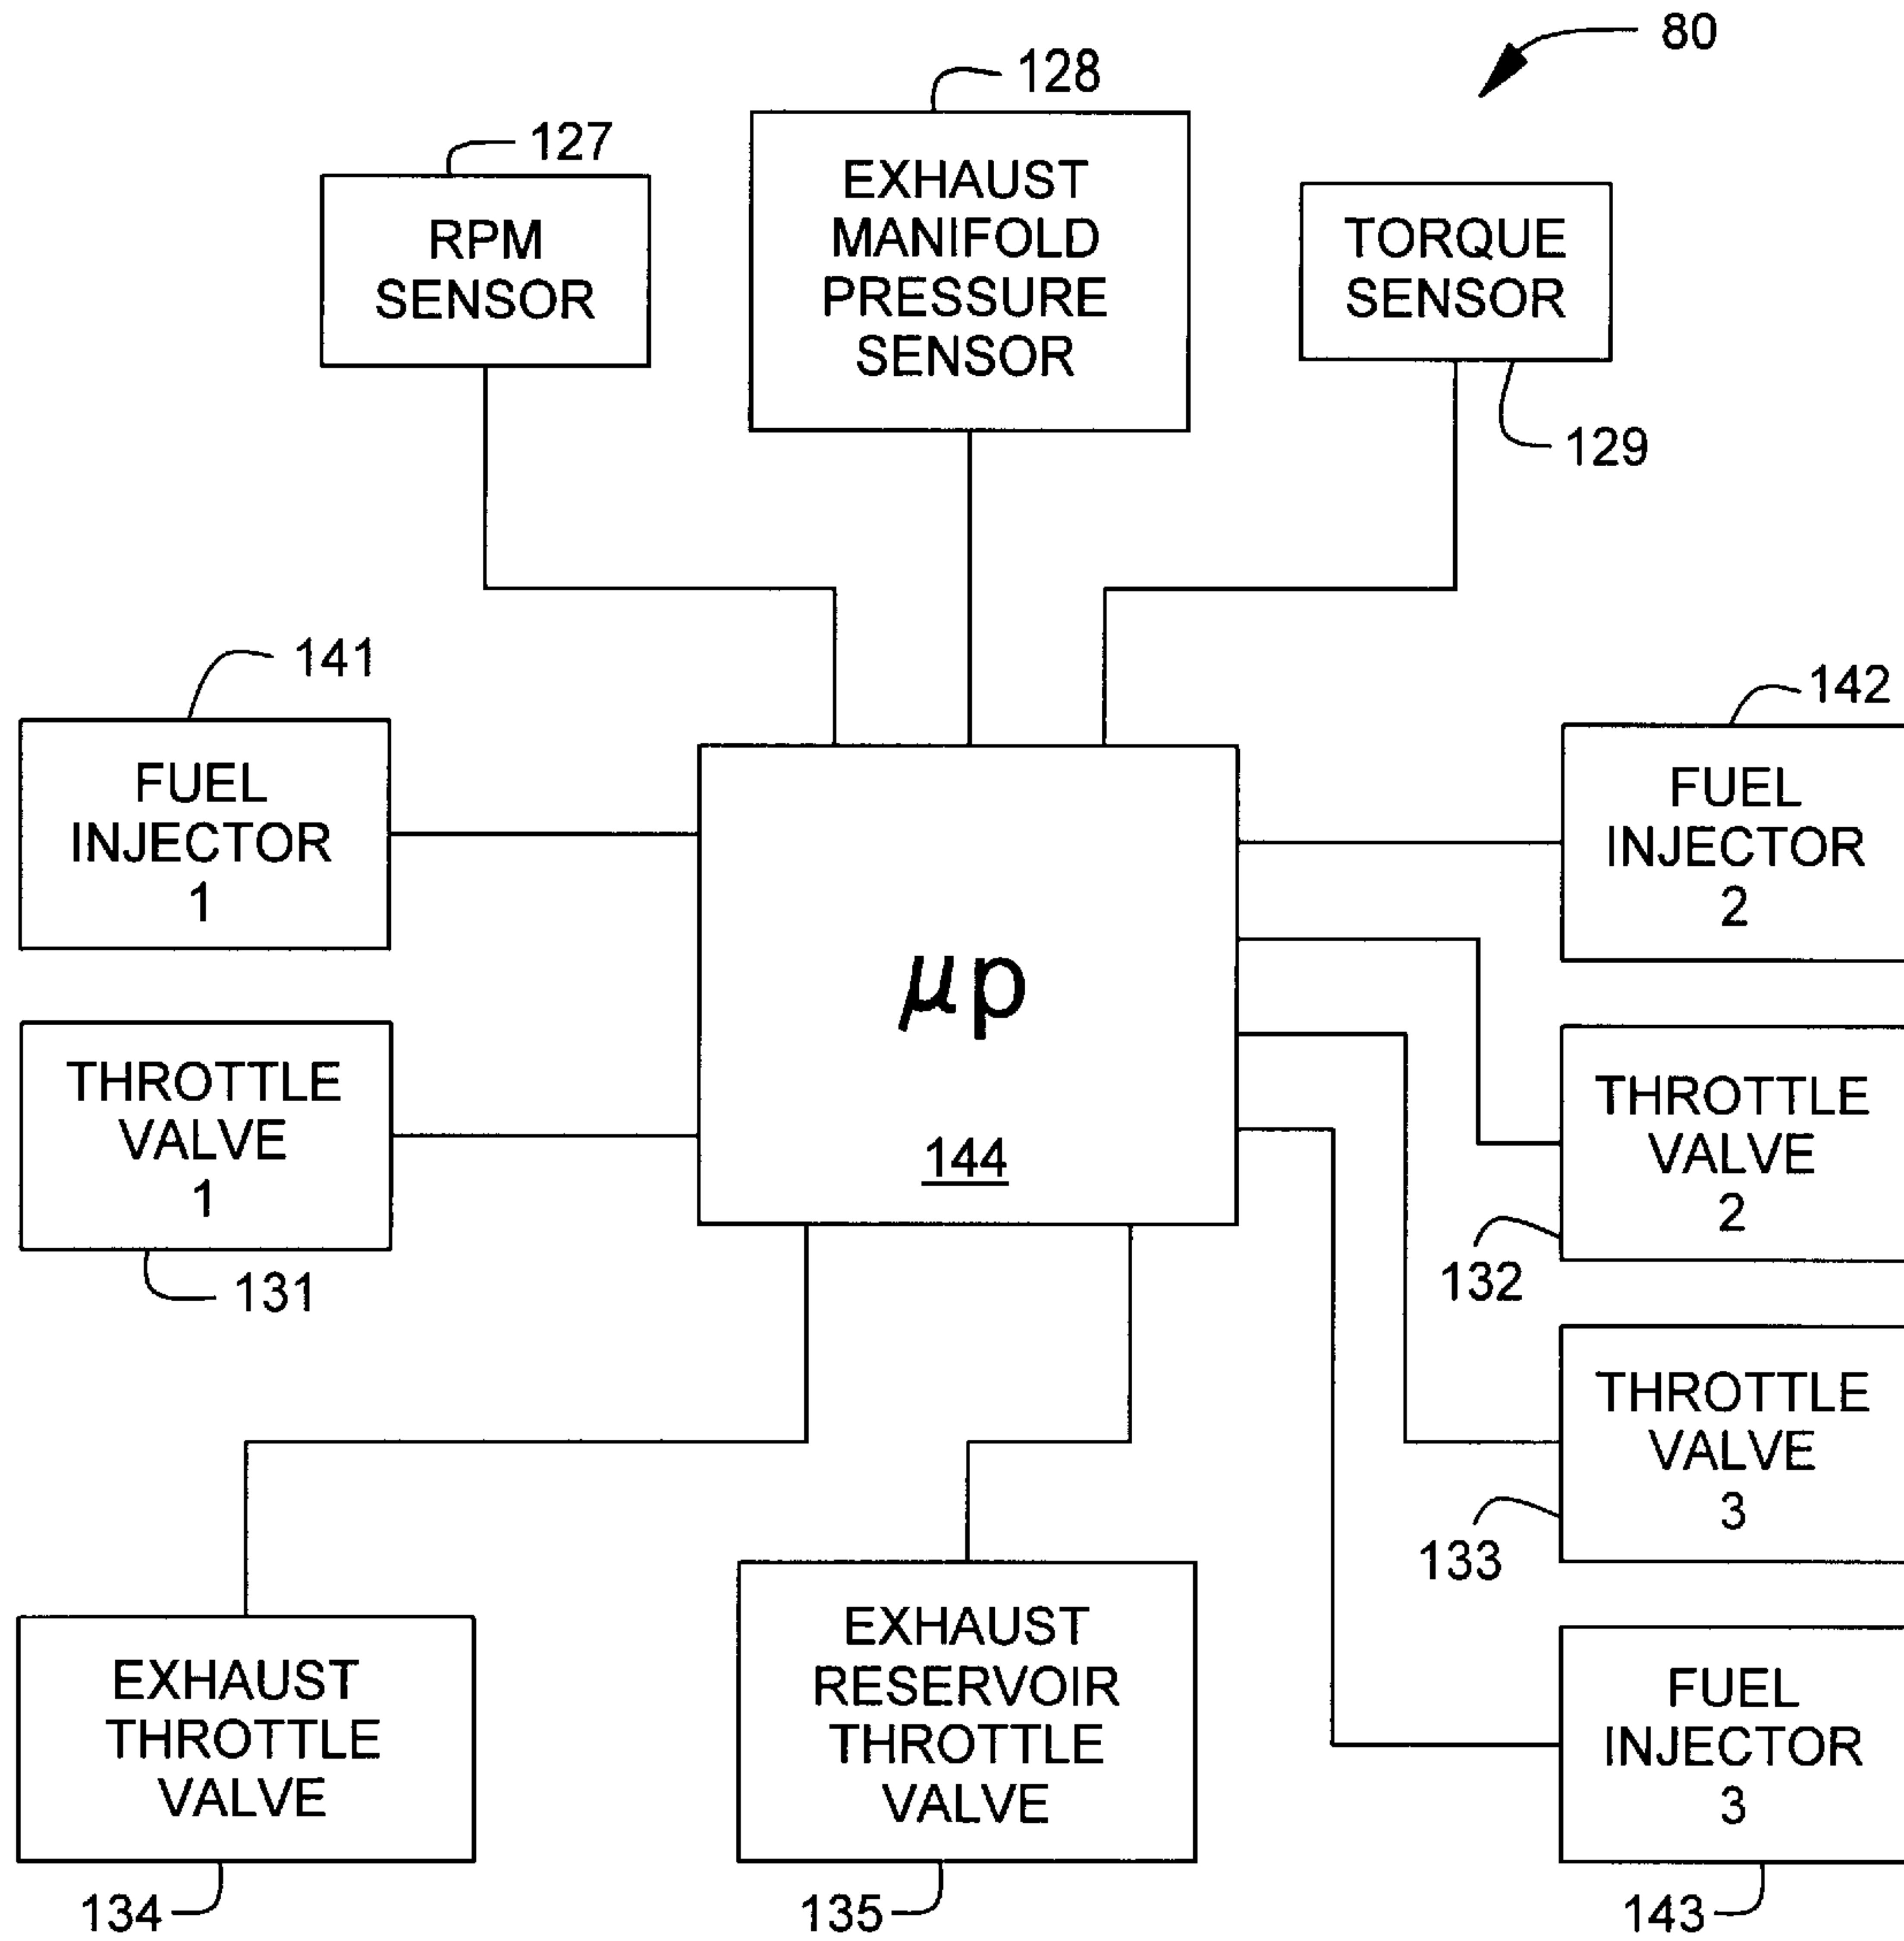 80
128
127
EXHAUST
MANIFOLD
PRESSURE
SENSOR
RPM
SENSOR
TORQUE
SENSOR
129
141
142
FUEL
INJECTOR
1
μp
144
FUEL
INJECTOR
2
THROTTLE
VALVE
1
131
THROTTLE
VALVE
2
132
THROTTLE
VALVE
3
133
EXHAUST
THROTTLE
VALVE
134
EXHAUST
RESERVOIR
THROTTLE
VALVE
135
FUEL
INJECTOR
3
143